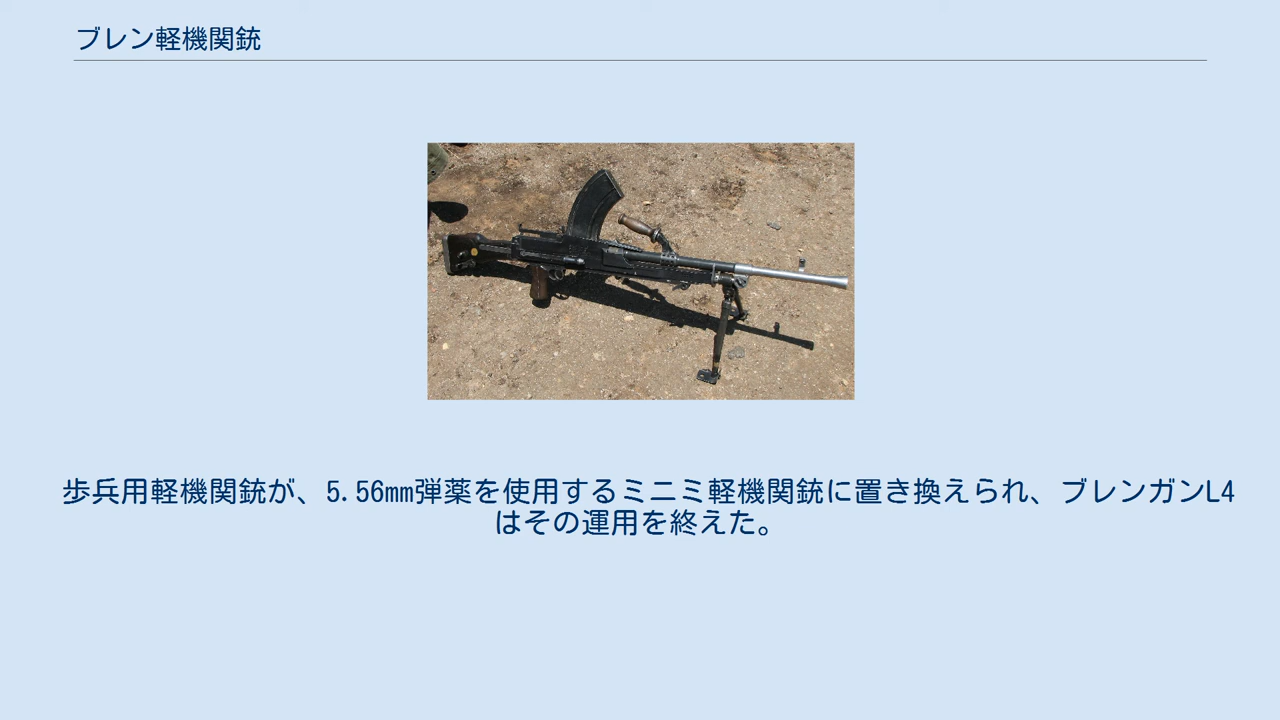 ブレン軽機関銃
歩兵用軽機関銃が、5.56mm弾薬を使用するミニミ軽機関銃に置き換えられ、ブレンガンL4
はその運用を終えた。